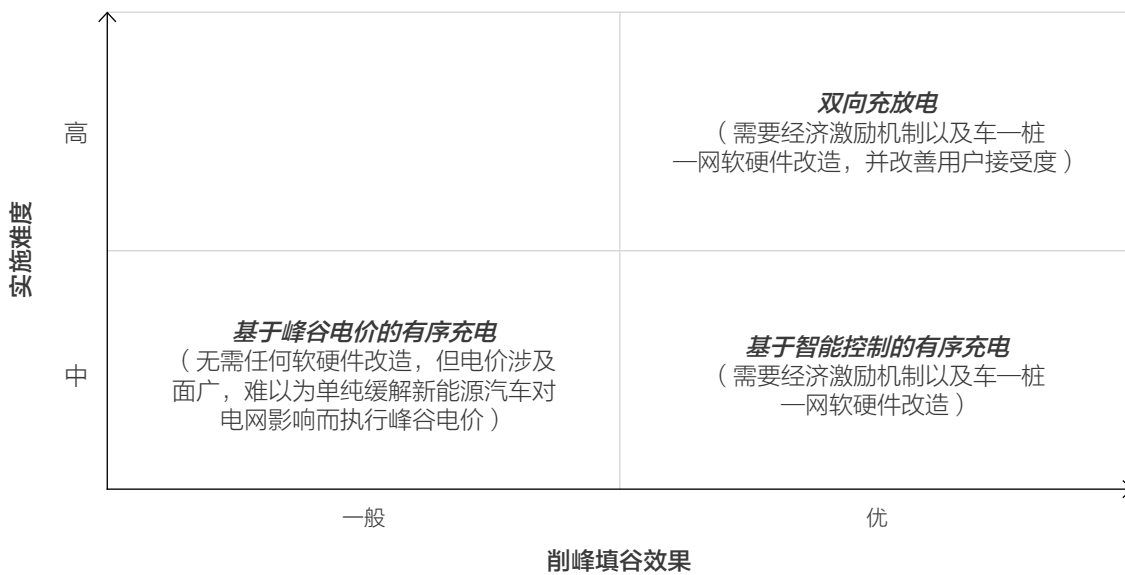 双向充放电
（需要经济激励机制以及车—桩
—网软硬件改造，并改善用户接受度）
高
实施难度
基于峰谷电价的有序充电
（无需任何软硬件改造，但电价涉及
面广，难以为单纯缓解新能源汽车对
电网影响而执行峰谷电价）
基于智能控制的有序充电
（需要经济激励机制以及车—桩
—网软硬件改造）
中
一般
优
削峰填谷效果